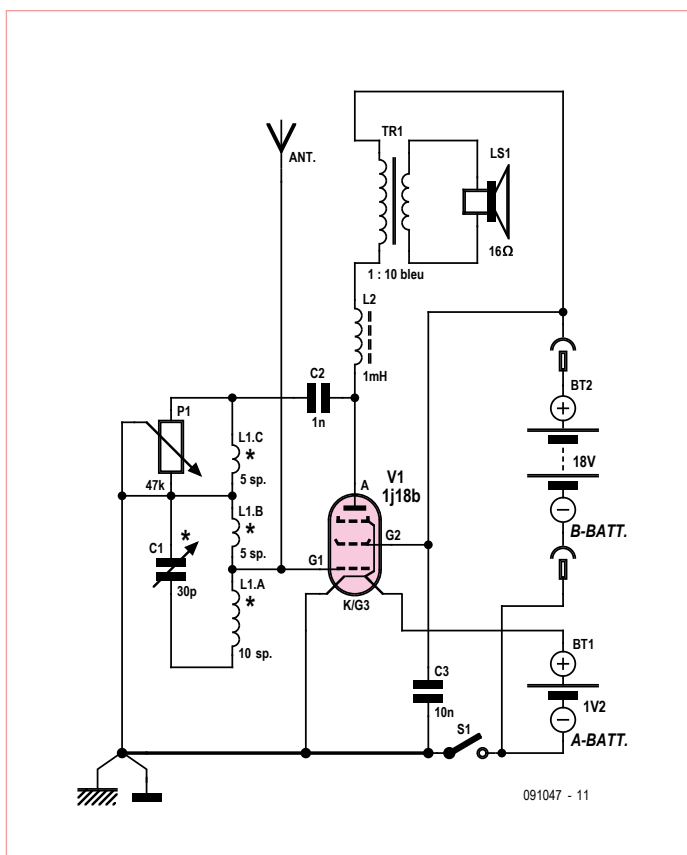 TR1
ANT.
LS1
16Ω
1 : 10 bleu
L2
1mH
C2
1n
BT2
P1
L1.C
*
5 sp.
47k
V1
1j18b
A
18V
L1.B
*
5 sp.
C1
*
30p
G1
G2
B-BATT.
L1.A
*
10 sp.
K/G3
BT1
C3
10n
1V2
S1
A-BATT.
091047 - 11